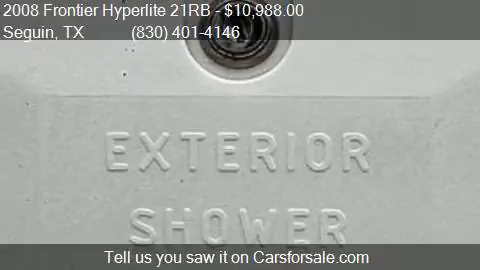 2008 Frontier Hyperlite 21RB - $10,988.00
Seguin, TX (830) 401-4146
EXTERIOR
SHOWER
Tell us you saw it on Carsforsale.com